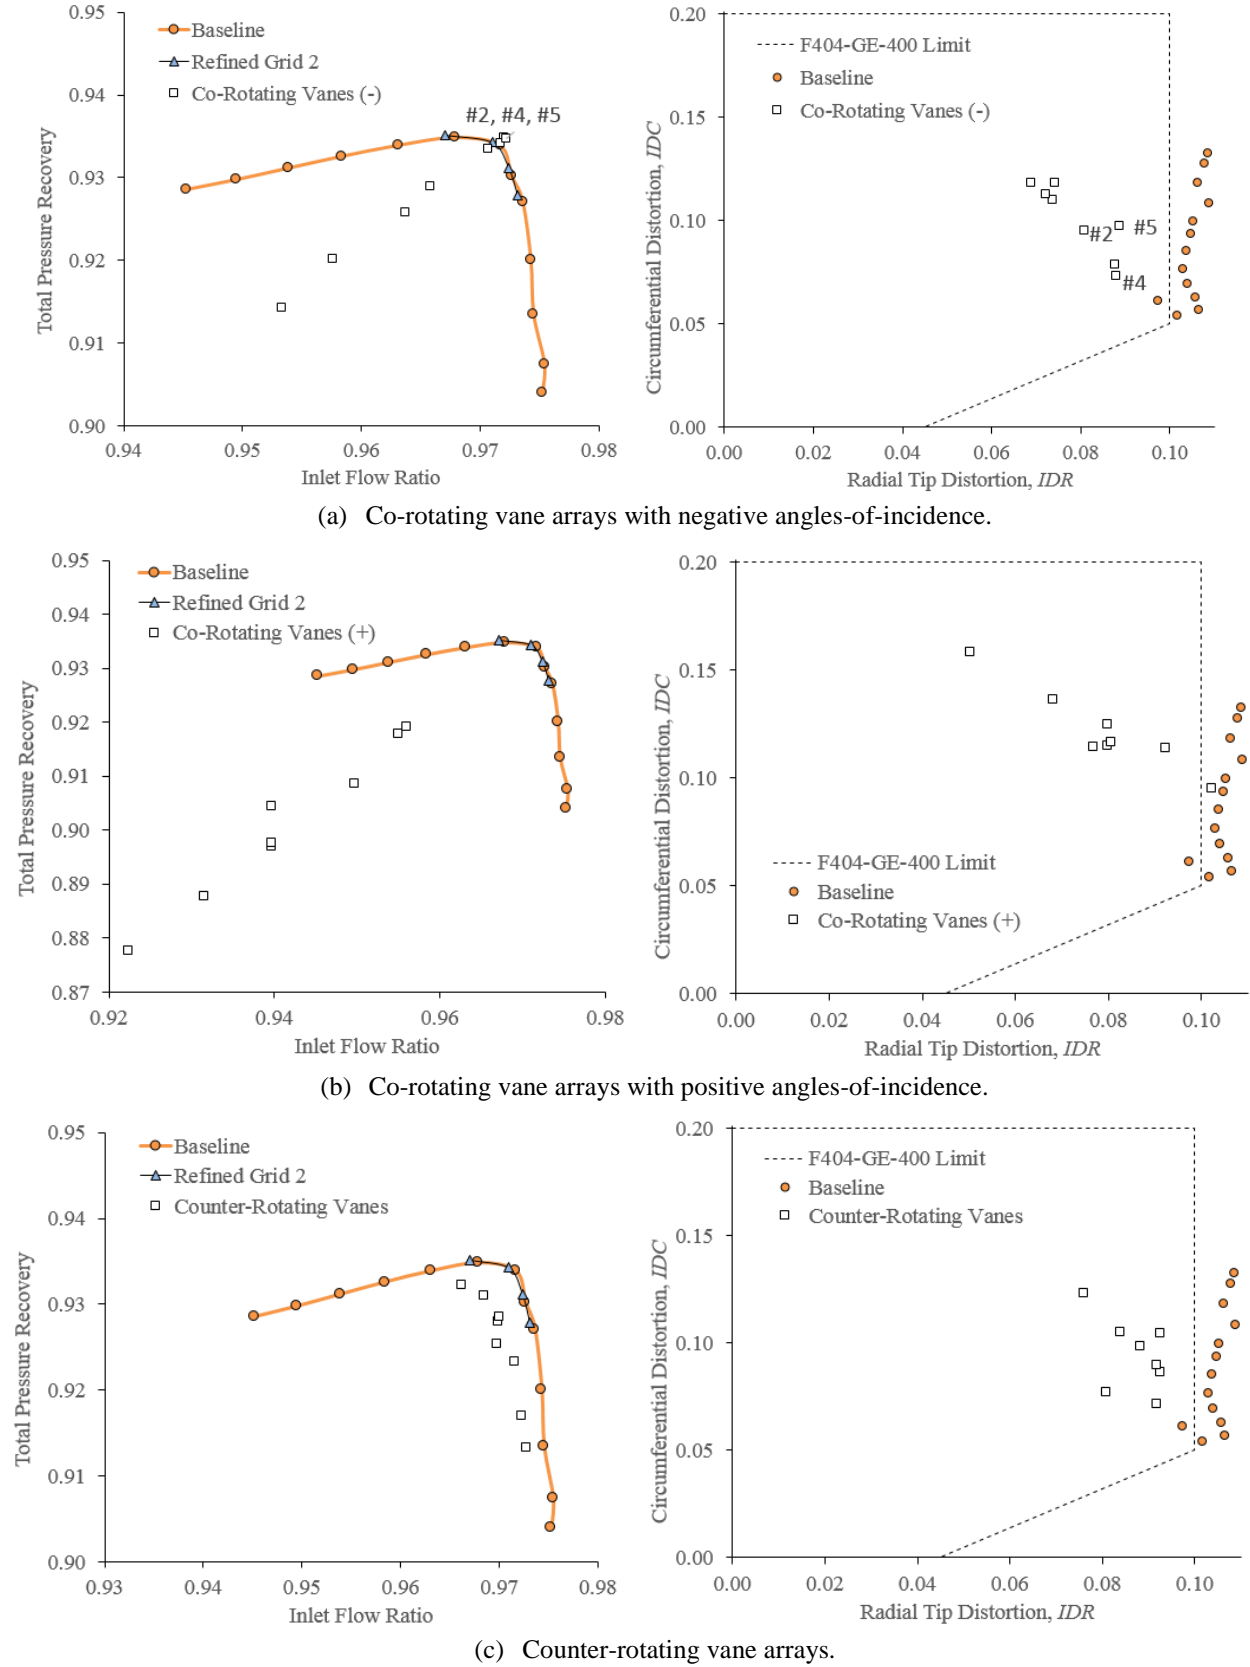 0.95
0.94
0.93
0.92
0.91
0.90
0.94
0.95
0.96
0.97
0.98
Total Pressure Recovery
Inlet Flow Ratio
Baseline
Refined Grid 2
Co-Rotating Vanes (-)
#2, #4, #5
0.20
0.15
0.10
0.05
0.00
0.00
0.02
0.04
0.06
0.08
0.10
Circumferential Distortion, IDC
Radial Tip Distortion, IDR
F404-GE-400 Limit
Baseline
Co-Rotating Vanes (-)
#2
#5
#4
(a) Co-rotating vane arrays with negative angles-of-incidence.
0.95
0.94
0.93
0.92
0.91
0.90
0.89
0.88
0.87
0.92
0.94
0.96
0.98
Total Pressure Recovery
Inlet Flow Ratio
Baseline
Refined Grid 2
Co-Rotating Vanes (+)
0.20
0.15
0.10
0.05
0.00
0.00
0.02
0.04
0.06
0.08
0.10
Circumferential Distortion, IDC
Radial Tip Distortion, IDR
F404-GE-400 Limit
Baseline
Co-Rotating Vanes (+)
(b) Co-rotating vane arrays with positive angles-of-incidence.
0.95
0.94
0.93
0.92
0.91
0.90
0.93
0.94
0.95
0.96
0.97
0.98
Total Pressure Recovery
Inlet Flow Ratio
Baseline
Refined Grid 2
Counter-Rotating Vanes
0.20
0.15
0.10
0.05
0.00
0.00
0.02
0.04
0.06
0.08
0.10
Circumferential Distortion, IDC
Radial Tip Distortion, IDR
F404-GE-400 Limit
Baseline
Counter-Rotating Vanes
(c) Counter-rotating vane arrays.